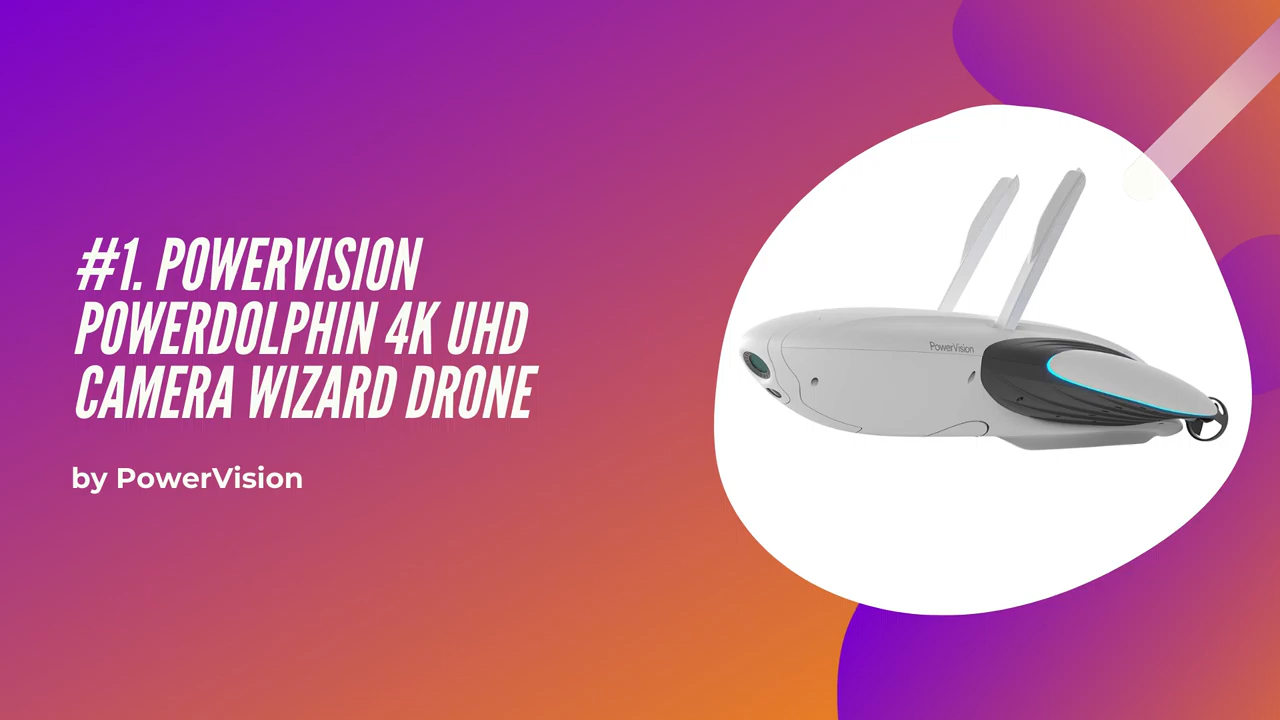 #1. POWERVISION
POWERDOLPHIN 4K UHD
CAMERA WIZARD DRONE
by PowerVision
PowerVision